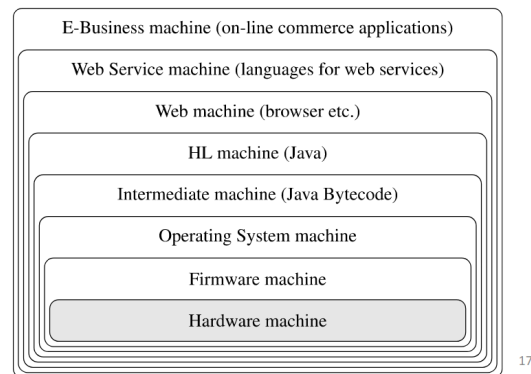 E-Business machine (on-line commerce applications)
Web Service machine (languages for web services)
Web machine (browser etc.)
HL machine (Java)
Intermediate machine (Java Bytecode)
Operating System machine
Firmware machine
Hardware machine
17